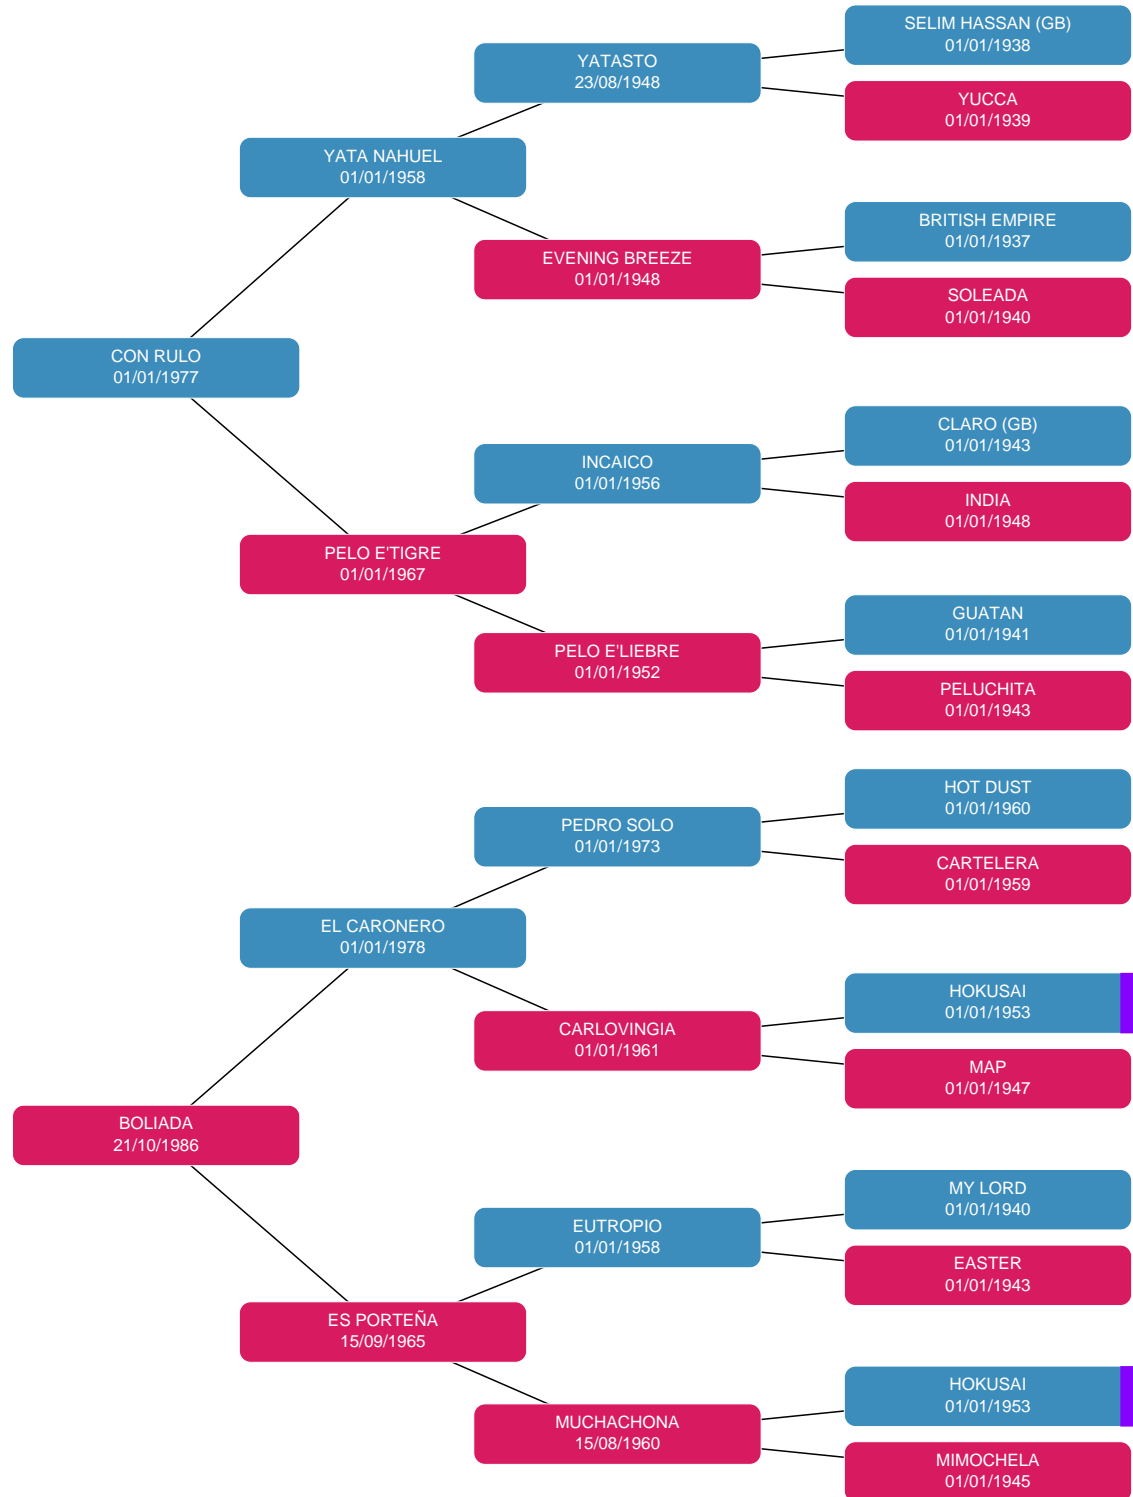 SELIM HASSAN (GB)
01/01/1938
YATASTO
23/08/1948
YUCCA
01/01/1939
YATA NAHUEL
01/01/1958
BRITISH EMPIRE
01/01/1937
EVENING BREEZE
01/01/1948
SOLEADA
01/01/1940
CON RULO
01/01/1977
CLARO (GB)
01/01/1943
INCAICO
01/01/1956
INDIA
01/01/1948
PELO E'TIGRE
01/01/1967
GUATAN
01/01/1941
PELO E'LIEBRE
01/01/1952
PELUCHITA
01/01/1943
HOT DUST
01/01/1960
PEDRO SOLO
01/01/1973
CARTELERA
01/01/1959
EL CARONERO
01/01/1978
HOKUSAI
01/01/1953
CARLOVINGIA
01/01/1961
MAP
01/01/1947
BOLIADA
21/10/1986
MY LORD
01/01/1940
EUTROPIO
01/01/1958
EASTER
01/01/1943
ES PORTEÑA
15/09/1965
HOKUSAI
01/01/1953
MUCHACHONA
15/08/1960
MIMOCHELA
01/01/1945